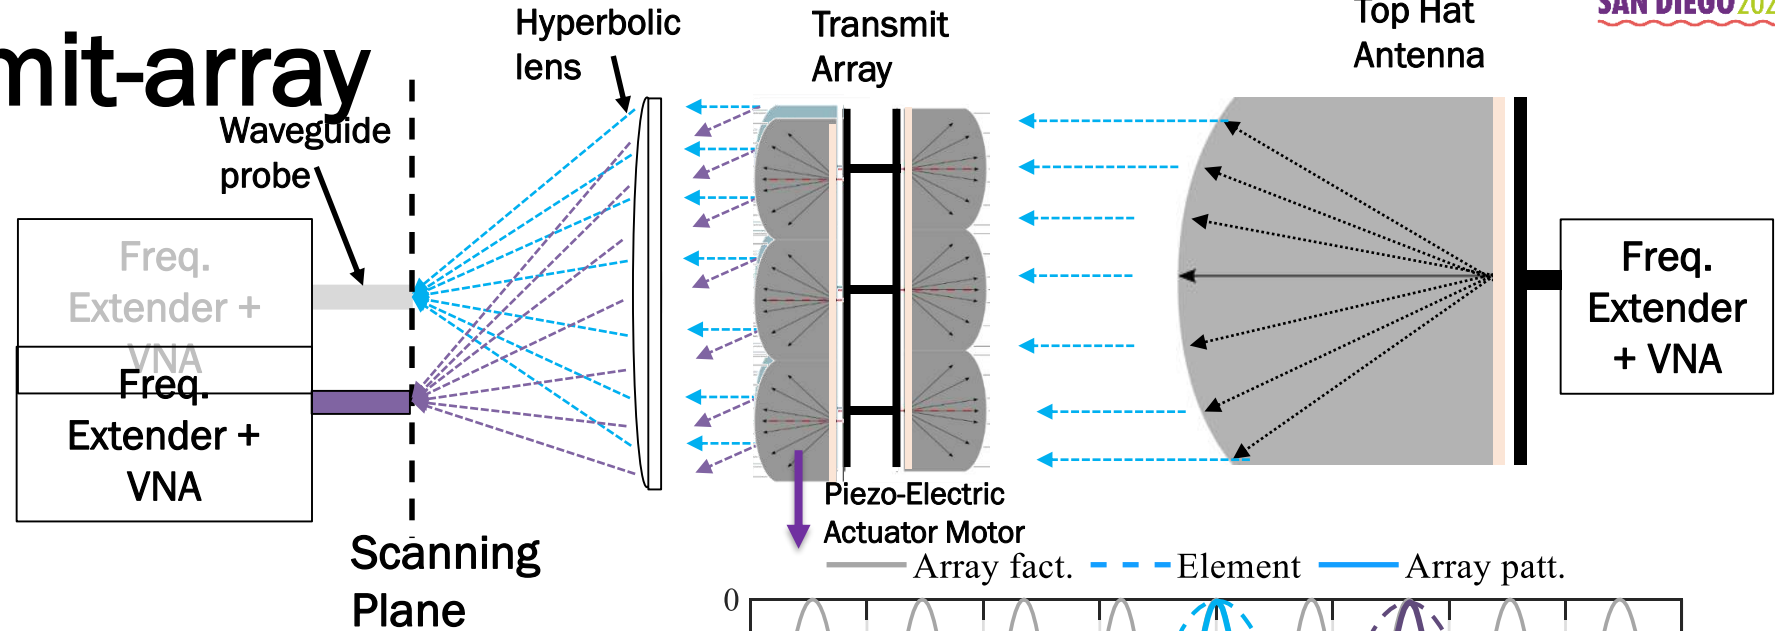 mit-array
Hyperbolic
lens
Transmit
Array
Top Hat
Antenna
SAN DIEGO202
Waveguide
probe
Freq.
Extender +
VNA
Freq.
Extender +
VNA
Freq.
Extender
+ VNA
Piezo-Electric
Actuator Motor
Scanning
Plane
Array fact. Element Array patt.
0